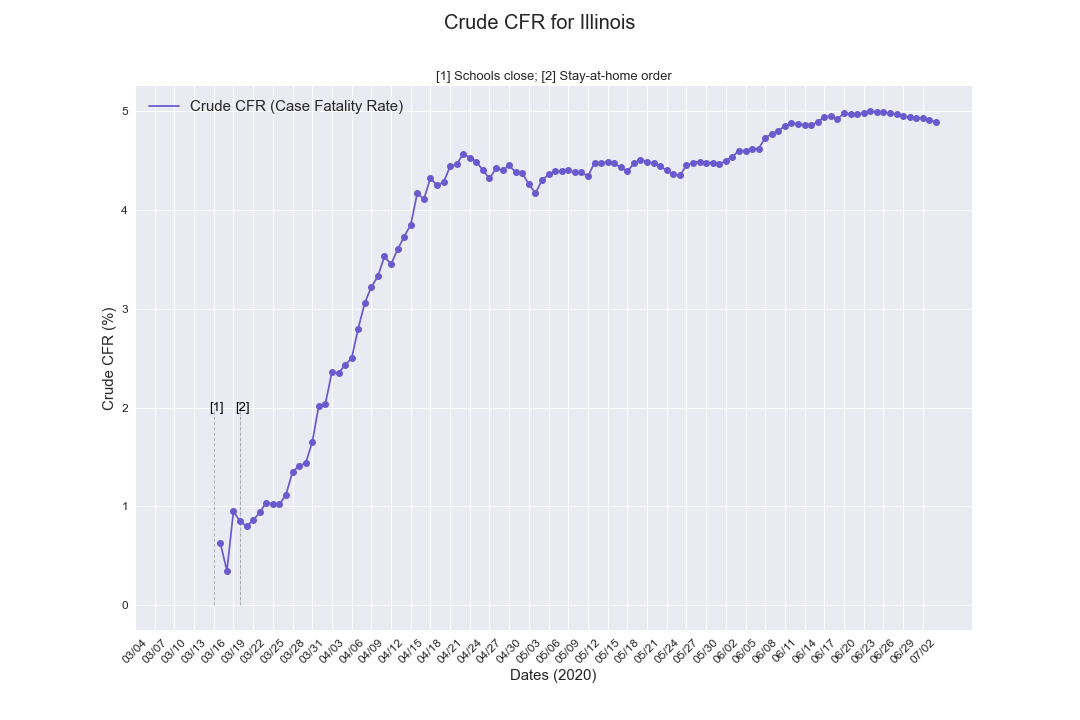 Crude CFR for Illinois
[1] Schools close; [2] Stay-at-home order
Crude CFR (Case Fatality Rate)
5
4
3
2
1
0
Crude CFR (%)
[1] [2]
03/04 03/07 03/10 03/13 03/16 03/19 03/22 03/25 03/28 03/31 04/03 04/06 04/09 04/12 04/15 04/18 04/21 04/24 04/27 04/30 05/03 05/06 05/09 05/12 05/15 05/18 05/21 05/24 05/27 05/30 06/02 06/05 06/08 06/11 06/14 06/17 06/20 06/23 06/26 06/29 07/02
Dates (2020)